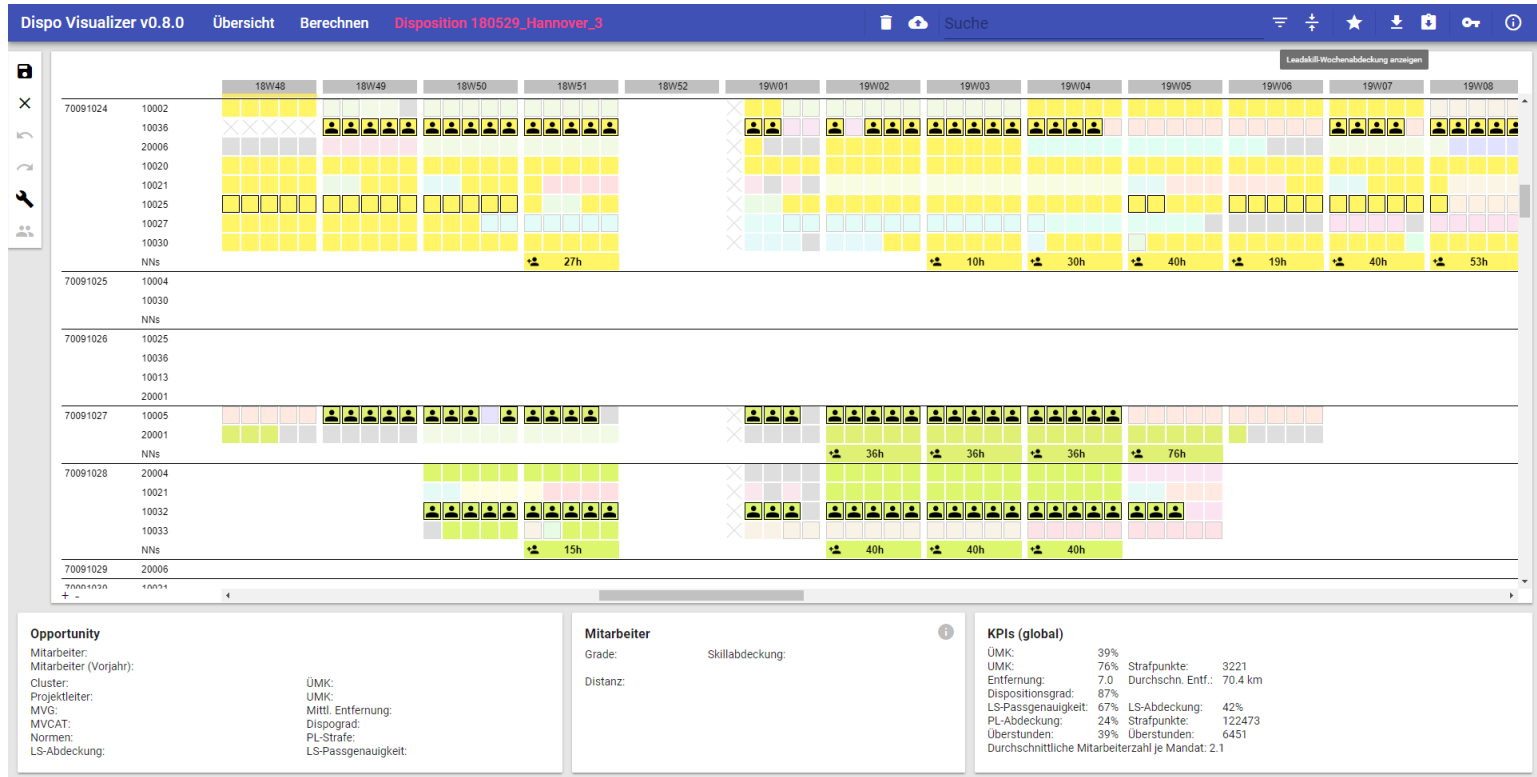 Dispo Visualizer v0.8.0 Übersicht Berechnen Disposition 180529_Hannover_3 Suche
Leadskill-Wochenabdeckung anzeigen
18W48 18W49 18W50 18W51 18W52 19W01 19W02 19W03 19W04 19W05 19W06 19W07 19W08
70091024 10002
10036
20006
10020
10021
10025
10027
10030
NNs 27h 10h 30h 40h 19h 40h 53h
70091025 10004
10030
NNs
70091026 10025
10036
10013
20001
70091027 10005
20001
NNs 36h 36h 36h 76h
70091028 20004
10021
10032
10033
NNs 15h 40h 40h 40h
70091029 20006
70091030 10021
+ -
Opportunity
Mitarbeiter:
Mitarbeiter (Vorjahr):
Cluster: ÜMK:
Projektleiter: UMK:
MVG: Mittl. Entfernung:
MVCAT: Dispograd:
Normen: PL-Strafe:
LS-Abdeckung: LS-Passgenauigkeit:
Mitarbeiter
Grade: Skillabdeckung:
Distanz:
KPIs (global)
ÜMK: 39%
UMK: 76% Strafpunkte: 3221
Entfernung: 7.0 Durchschn. Entf.: 70.4 km
Dispositionsgrad: 87%
LS-Passgenauigkeit: 67% LS-Abdeckung: 42%
PL-Abdeckung: 24% Strafpunkte: 122473
Überstunden: 39% Überstunden: 6451
Durchschnittliche Mitarbeiterzahl je Mandat: 2.1